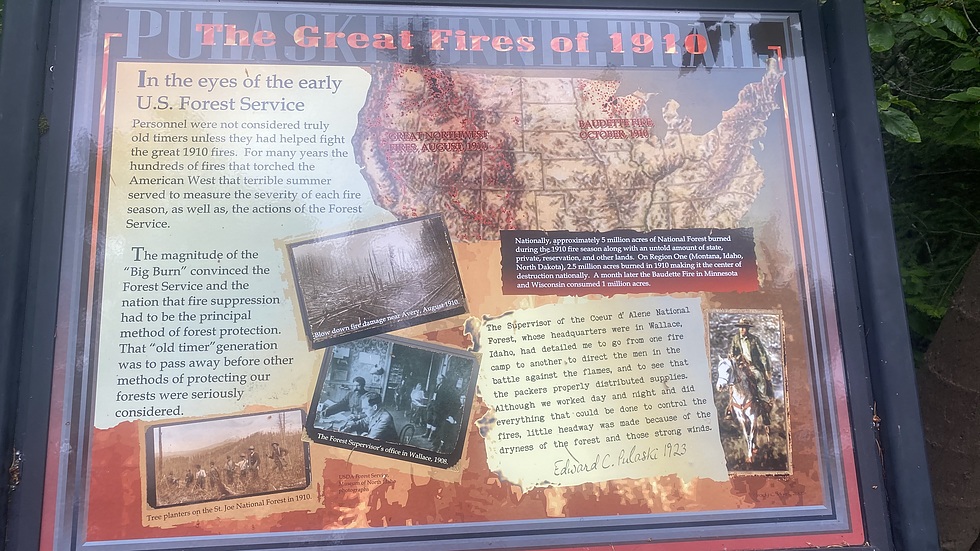 PULASKI TUNNEL TRAIL
The Great Fires of 1910
In the eyes of the early
U.S. Forest Service
Personnel were not considered truly
old timers unless they had helped fight
the great 1910 fires. For many years the
hundreds of fires that torched the
American West that terrible summer
served to measure the severity of each fire
season, as well as, the actions of the Forest
Service.
The magnitude of the
"Big Burn" convinced the
Forest Service and the
nation that fire suppression
had to be the principal
method of forest protection.
That "old timer" generation
was to pass away before other
methods of protecting our
forests were seriously
considered.
GREAT NORTHWEST
FIRES, AUGUST, 1910
BAUDETTE FIRE,
OCTOBER, 1910
Nationally, approximately 5 million acres of National Forest burned
during the 1910 fire season along with an untold amount of state,
private, reservation, and other lands. On Region One (Montana, Idaho,
North Dakota), 2.5 million acres burned in 1910 making it the center of
destruction nationally. A month later the Baudette Fire in Minnesota
and Wisconsin consumed 1 million acres.
Blow down fire damage near Avery, August 1910.
The Forest Supervisor's office in Wallace, 1908.
Tree planters on the St. Joe National Forest in 1910.
USDA Forest Service,
Museum of North Idaho
photographs
The Supervisor of the Coeur d' Alene National
Forest, whose headquarters were in Wallace,
Idaho, had detailed me to go from one fire
camp to another to direct the men in the
battle against the flames, and to see that
the packers properly distributed supplies.
Although we worked day and night and did
everything that could be done to control the
fires, little headway was made because of the
dryness of the forest and those strong winds.
Edward C. Pulaski 1923